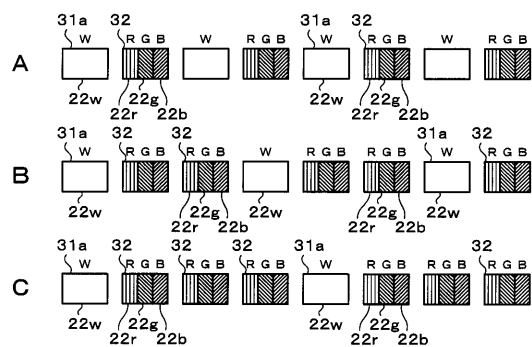 31a 32 31a 32
W R G B W R G B W R G B W R G B
A
22w 22g 22w 22g
22r 22b 22r 22b
31a 32 32 31a 32
W R G B R G B W R G B R G B W R G B
B
22w 22g 22w 22g 22w
22r 22b 22r 22b
31a 32 32 32 31a 32
W R G B R G B R G B W R G B R G B R G B
C
22w 22g 22w 22g
22r 22b 22r 22b